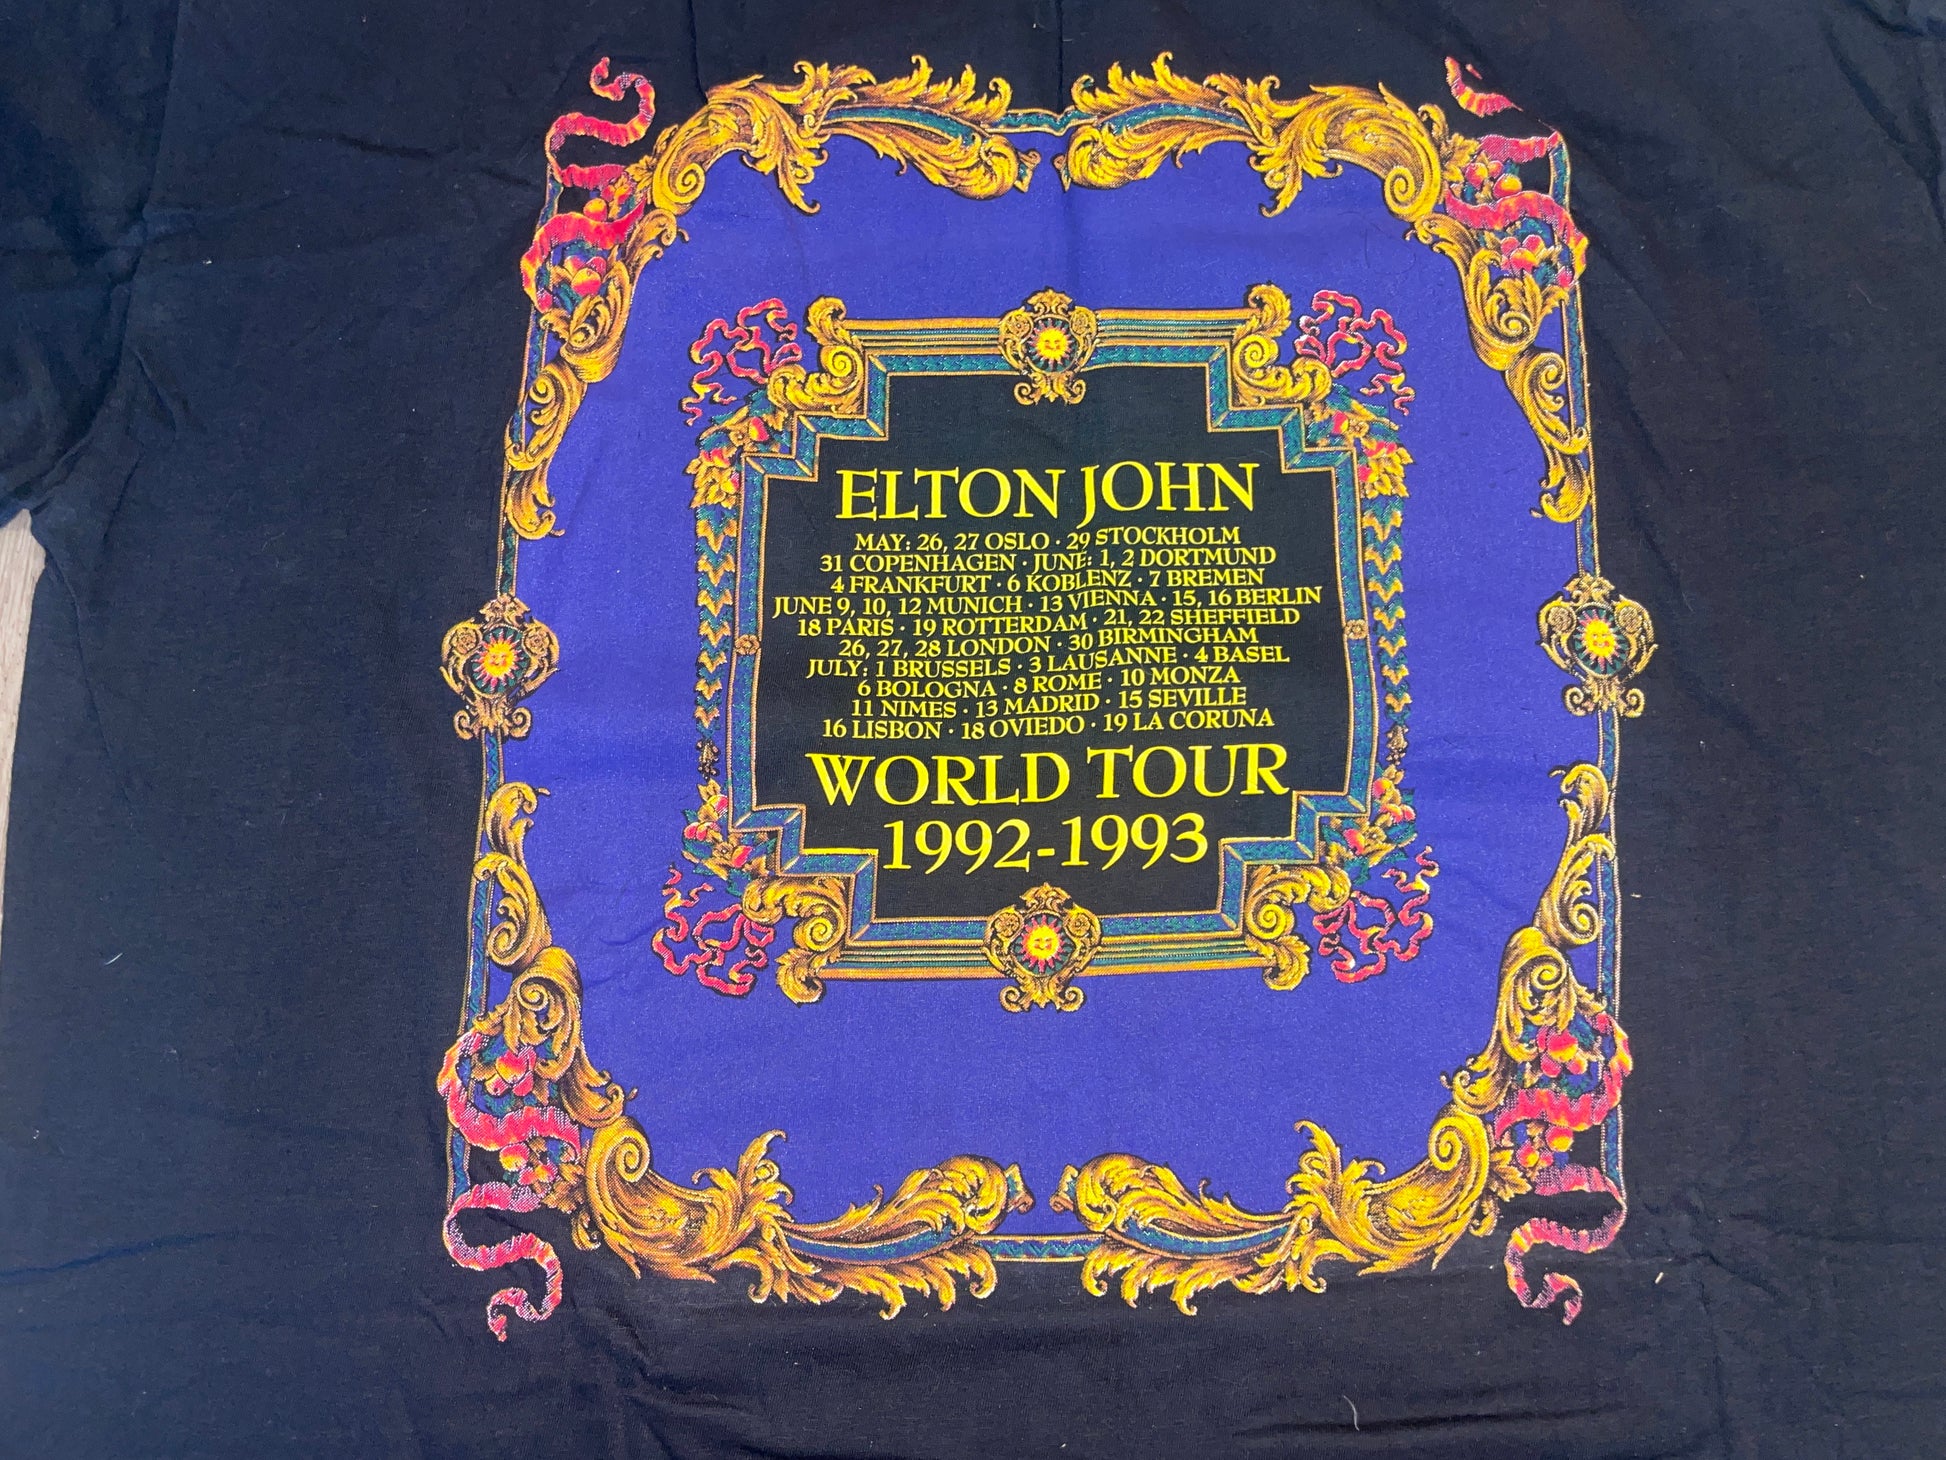 ELTON JOHN
MAY: 26, 27 OSLO · 29 STOCKHOLM
31 COPENHAGEN · JUNE: 1, 2 DORTMUND
4 FRANKFURT · 6 KOBLENZ · 7 BREMEN
JUNE 9, 10, 12 MUNICH · 13 VIENNA · 15, 16 BERLIN
18 PARIS · 19 ROTTERDAM · 21, 22 SHEFFIELD
26, 27, 28 LONDON · 30 BIRMINGHAM
JULY: 1 BRUSSELS · 3 LAUSANNE · 4 BASEL
6 BOLOGNA · 8 ROME · 10 MONZA
11 NIMES · 13 MADRID · 15 SEVILLE
16 LISBON · 18 OVIEDO · 19 LA CORUNA
WORLD TOUR
1992-1993